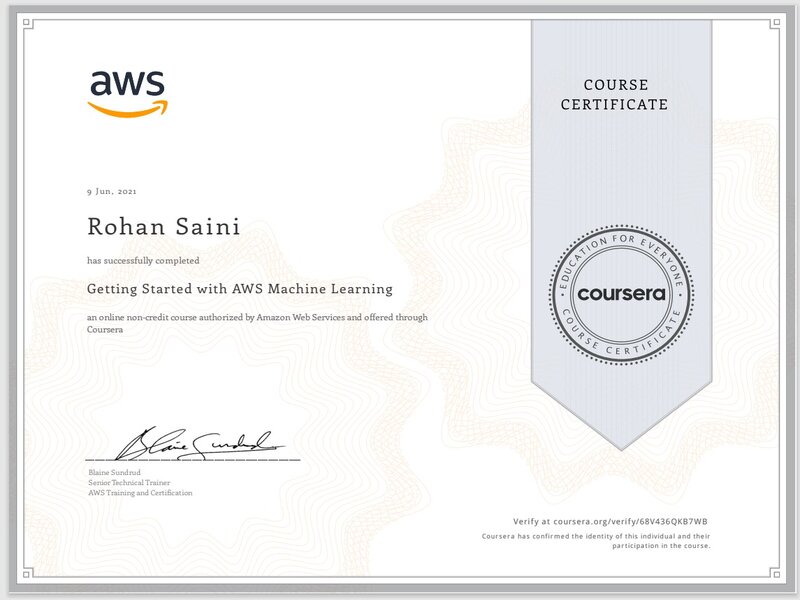 aws
COURSE
CERTIFICATE
9 Jun, 2021
Rohan Saini
has successfully completed
Getting Started with AWS Machine Learning
an online non-credit course authorized by Amazon Web Services and offered through
Coursera
EDUCATION FOR EVERYONE
coursera
COURSE CERTIFICATE
Blaine Sundrud
Blaine Sundrud
Senior Technical Trainer
AWS Training and Certification
Verify at coursera.org/verify/68V436QKB7WB
Coursera has confirmed the identity of this individual and their
participation in the course.